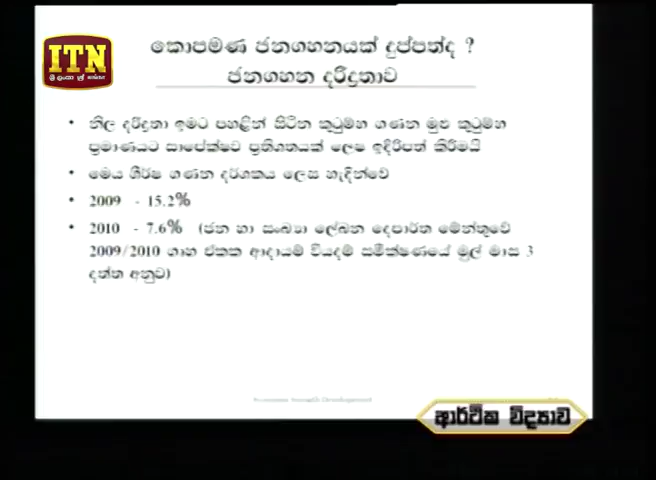 ITN
කොපමණ ජනගහනයක් දුප්පත්ද ?
ජනගහන දරිද්‍රතාව
• නිල දරිද්‍රතා ඉමට පහළින් සිටින කුටුම්භ ගණන මුළු කුටුම්භ
ප්‍රමාණයට සාපේක්ෂව ප්‍රතිශතයක් ලෙස ඉදිරිපත් කිරීමයි
• මෙය ශීර්ෂ ගණන දර්ශකය ලෙස හැඳින්වේ
• 2009 - 15.2%
• 2010 - 7.6% (ජන හා සංඛ්‍යා ලේඛන දෙපාර්ත මේන්තුවේ
2009/2010 ගෘහ ඒකක ආදායම් වියදම් සමීක්ෂණයේ මුල් මාස 3
දත්ත අනුව)
ආර්ථික විද්‍යාව